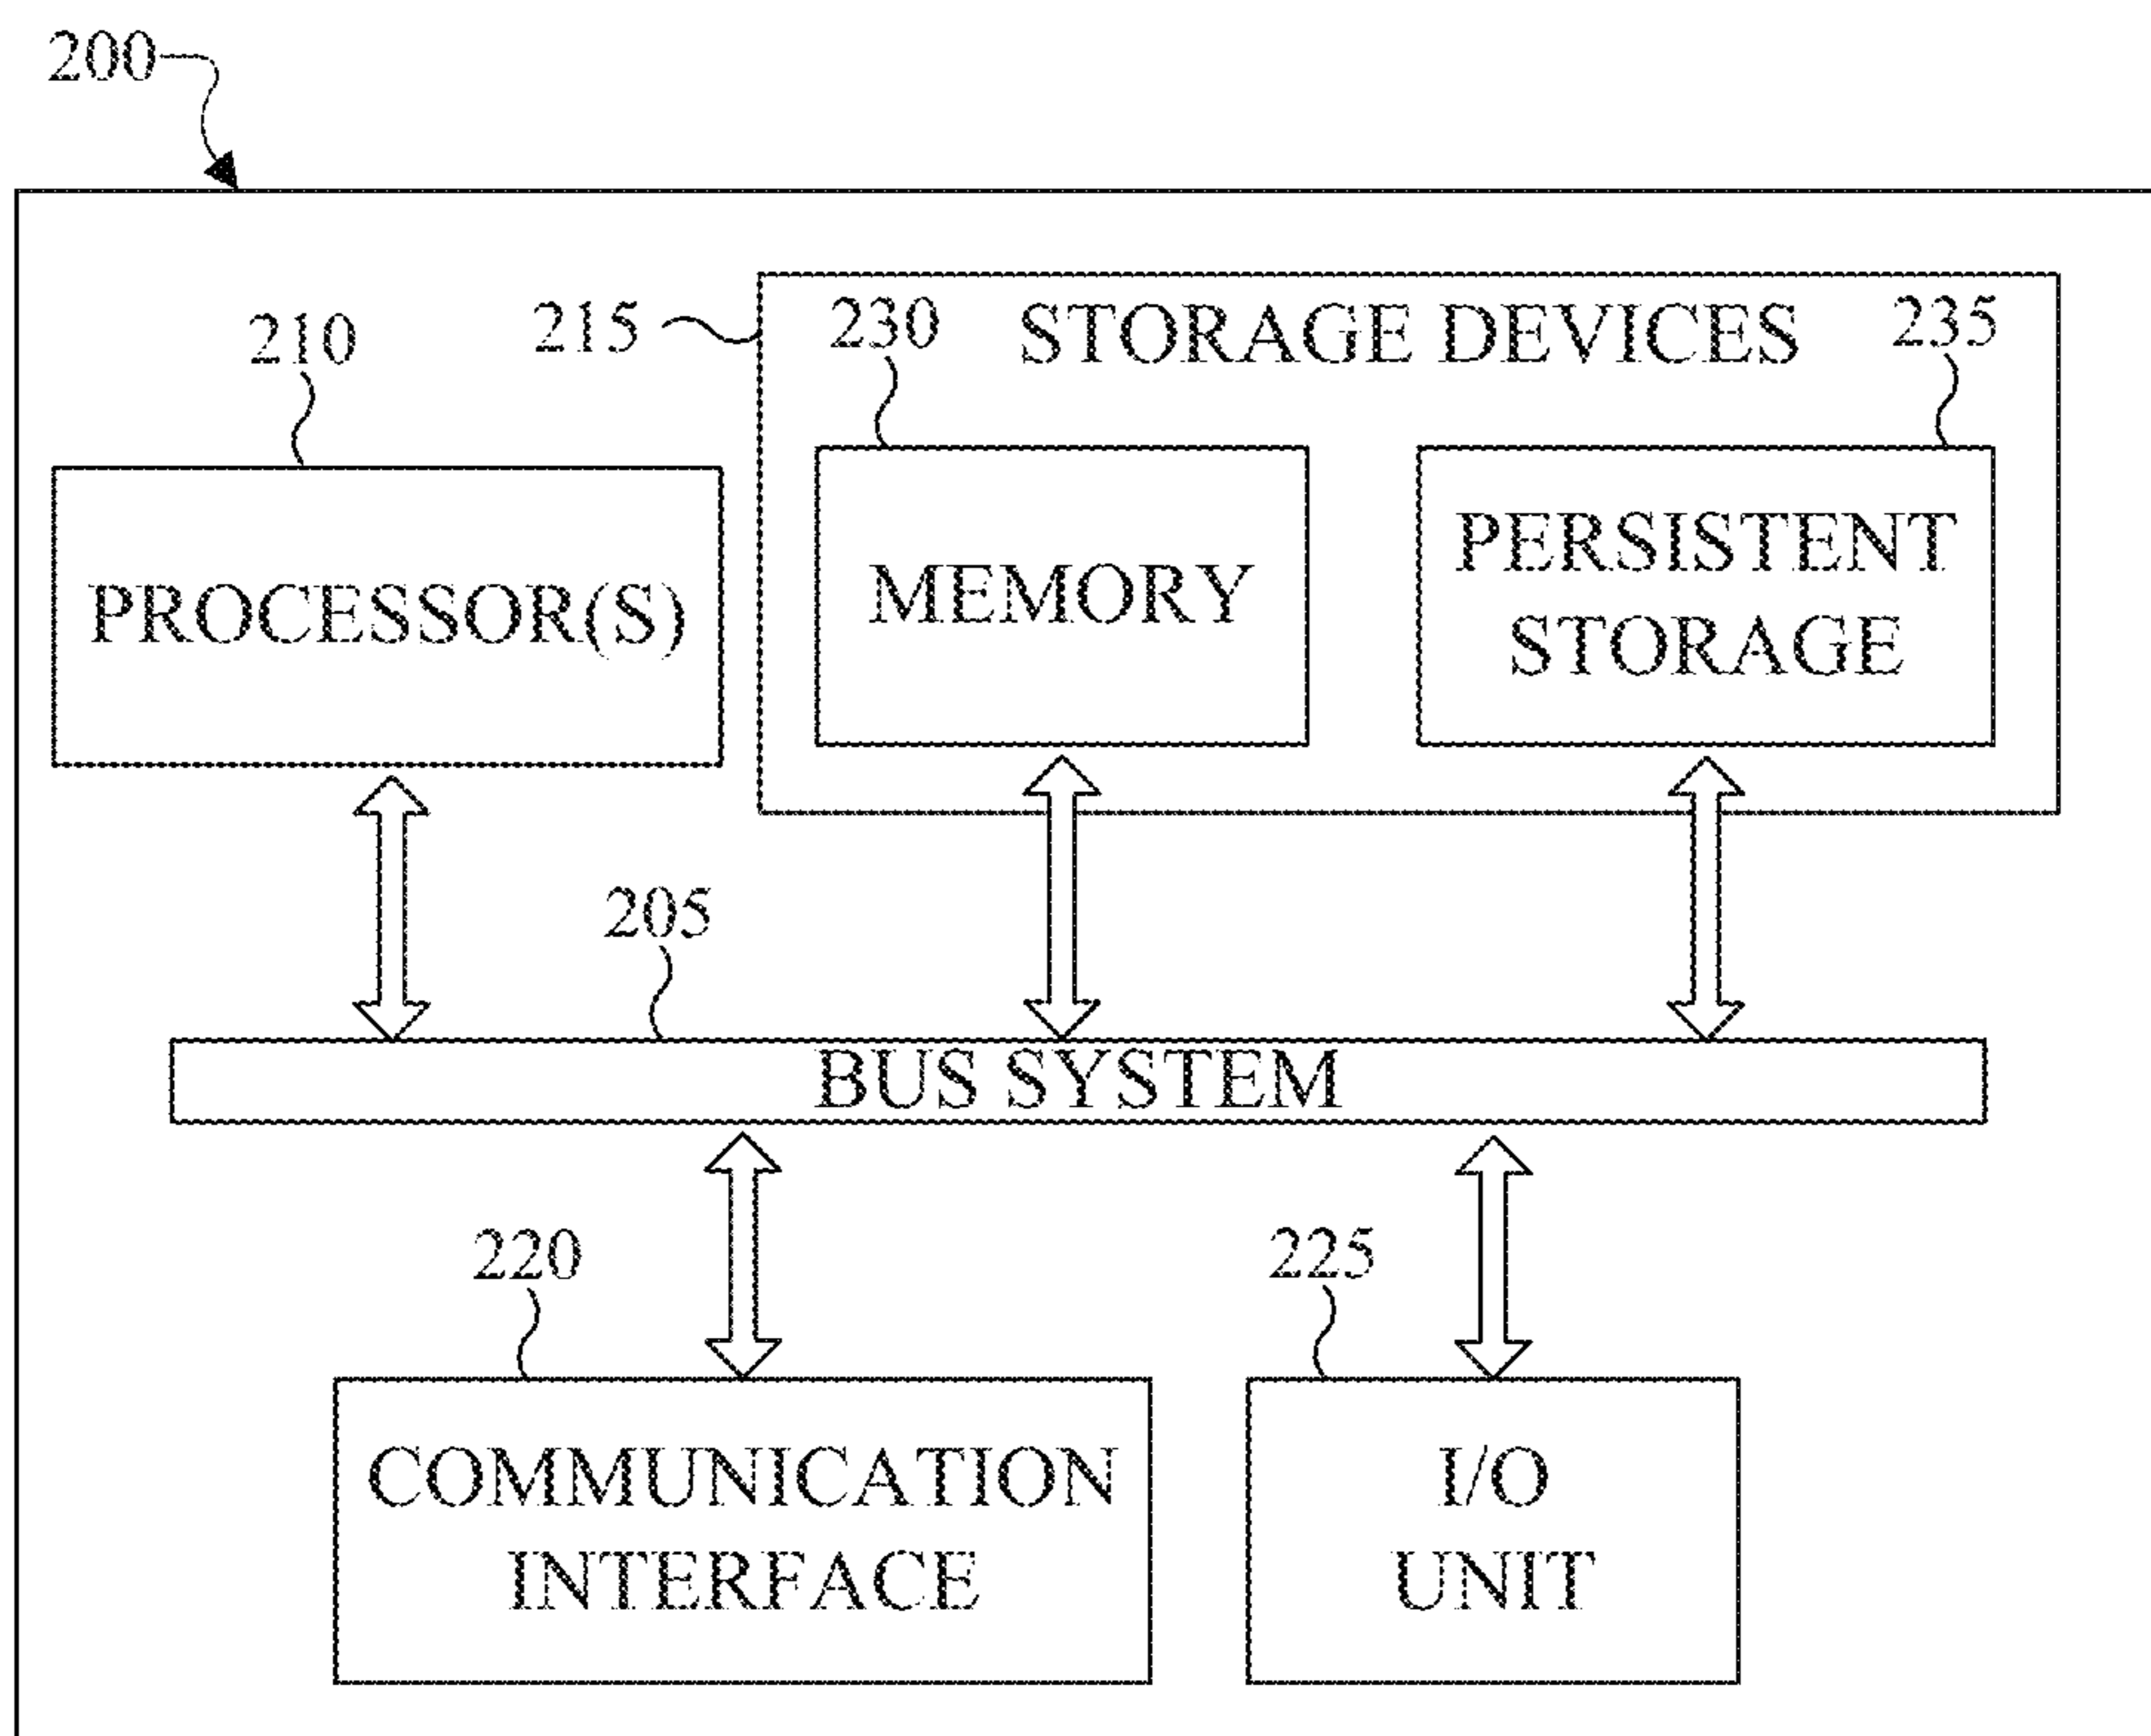 200
210
215
230
STORAGE DEVICES
235
PROCESSOR(S)
MEMORY
PERSISTENT
STORAGE
205
BUS SYSTEM
220
225
COMMUNICATION
INTERFACE
I/O
UNIT